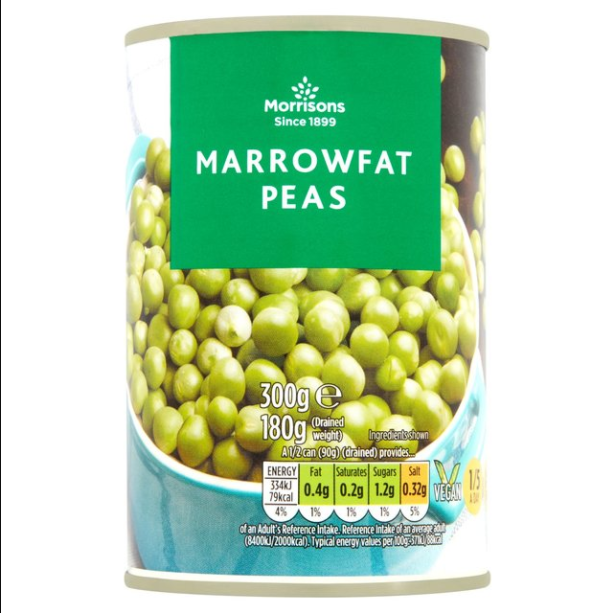 Morrisons
Since 1899
MARROWFAT
PEAS
300g ℮
180g (Drained weight)
Ingredients shown
A 1/2 can (90g) (drained) provides...
ENERGY Fat Saturates Sugars Salt
334kJ
79kcal 0.4g 0.2g 1.2g 0.32g
4% 1% 1% 1% 5%
VEGAN
1/5
A DAY
of an Adult's Reference Intake. Reference Intake of an average adult
(8400kJ/2000kcal). Typical energy values per 100g: 371kJ/88kcal